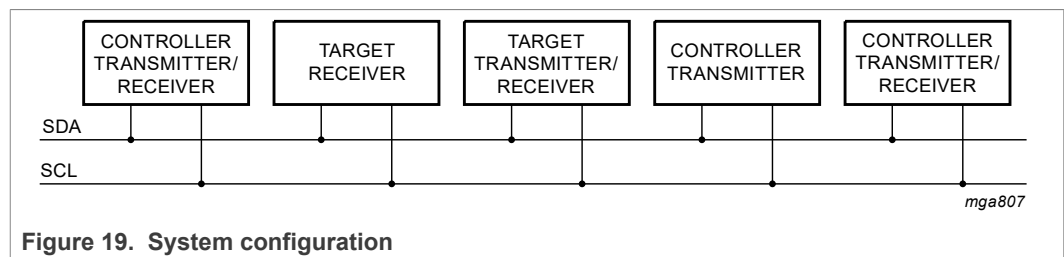 CONTROLLER
TRANSMITTER/
RECEIVER
TARGET
RECEIVER
TARGET
TRANSMITTER/
RECEIVER
CONTROLLER
TRANSMITTER
CONTROLLER
TRANSMITTER/
RECEIVER
SDA
SCL
mga807
Figure 19. System configuration